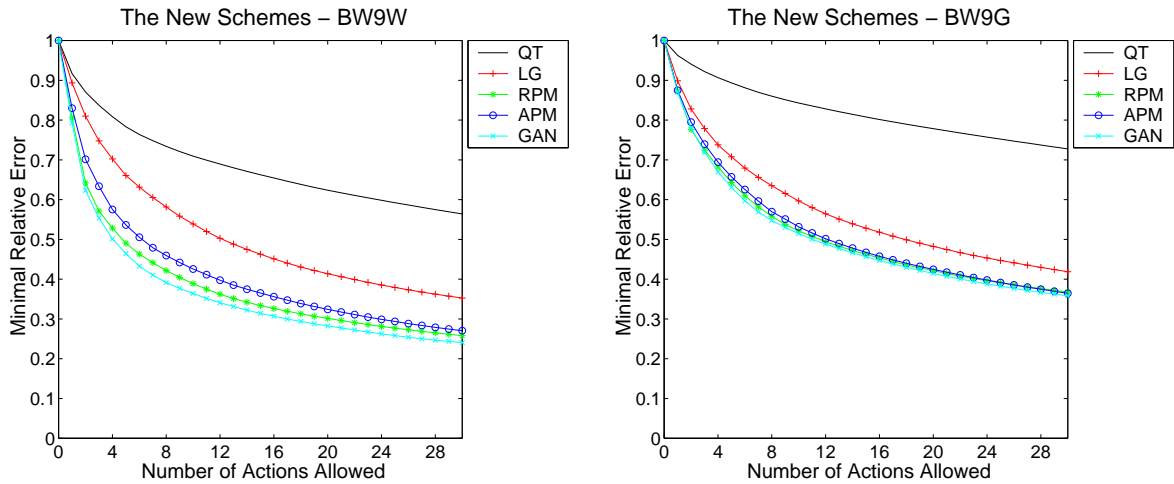 The New Schemes – BW9W
1
0.9
0.8
0.7
0.6
0.5
0.4
0.3
0.2
0.1
0
Minimal Relative Error
0 4 8 12 16 20 24 28
Number of Actions Allowed
QT
LG
RPM
APM
GAN
The New Schemes – BW9G
1
0.9
0.8
0.7
0.6
0.5
0.4
0.3
0.2
0.1
0
Minimal Relative Error
0 4 8 12 16 20 24 28
Number of Actions Allowed
QT
LG
RPM
APM
GAN